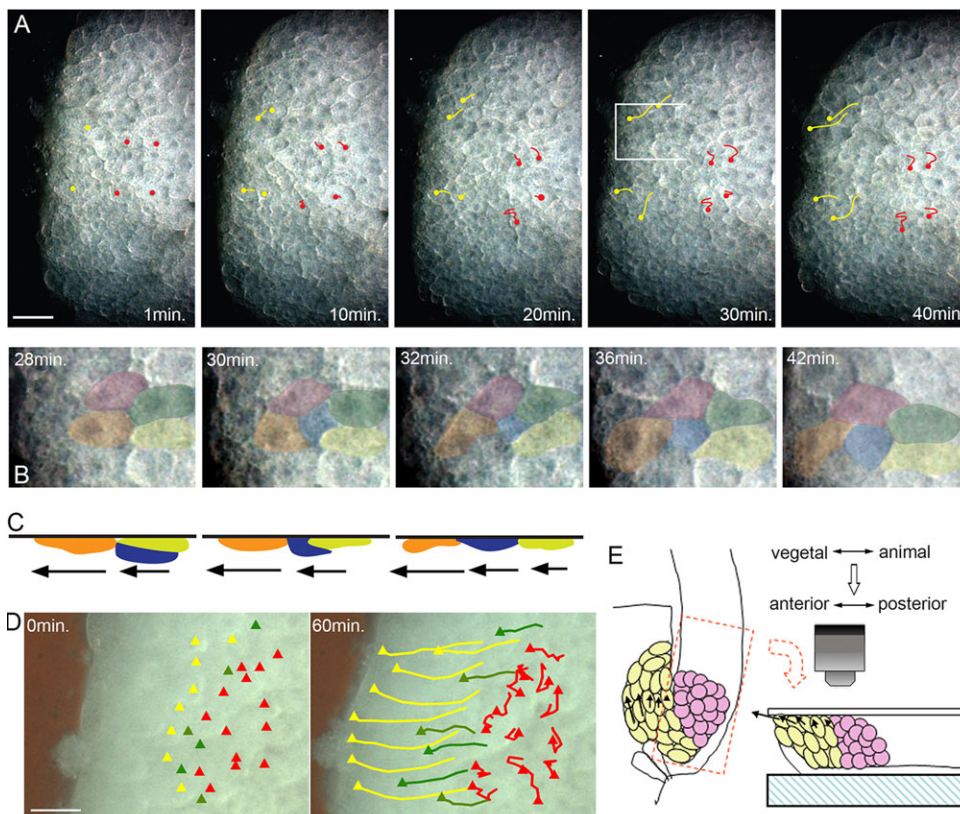 A
1min.
10min.
20min.
30min.
40min.
28min.
30min.
32min.
36min.
42min.
B
C
E
vegetal
animal
anterior
posterior
D
0min.
60min.